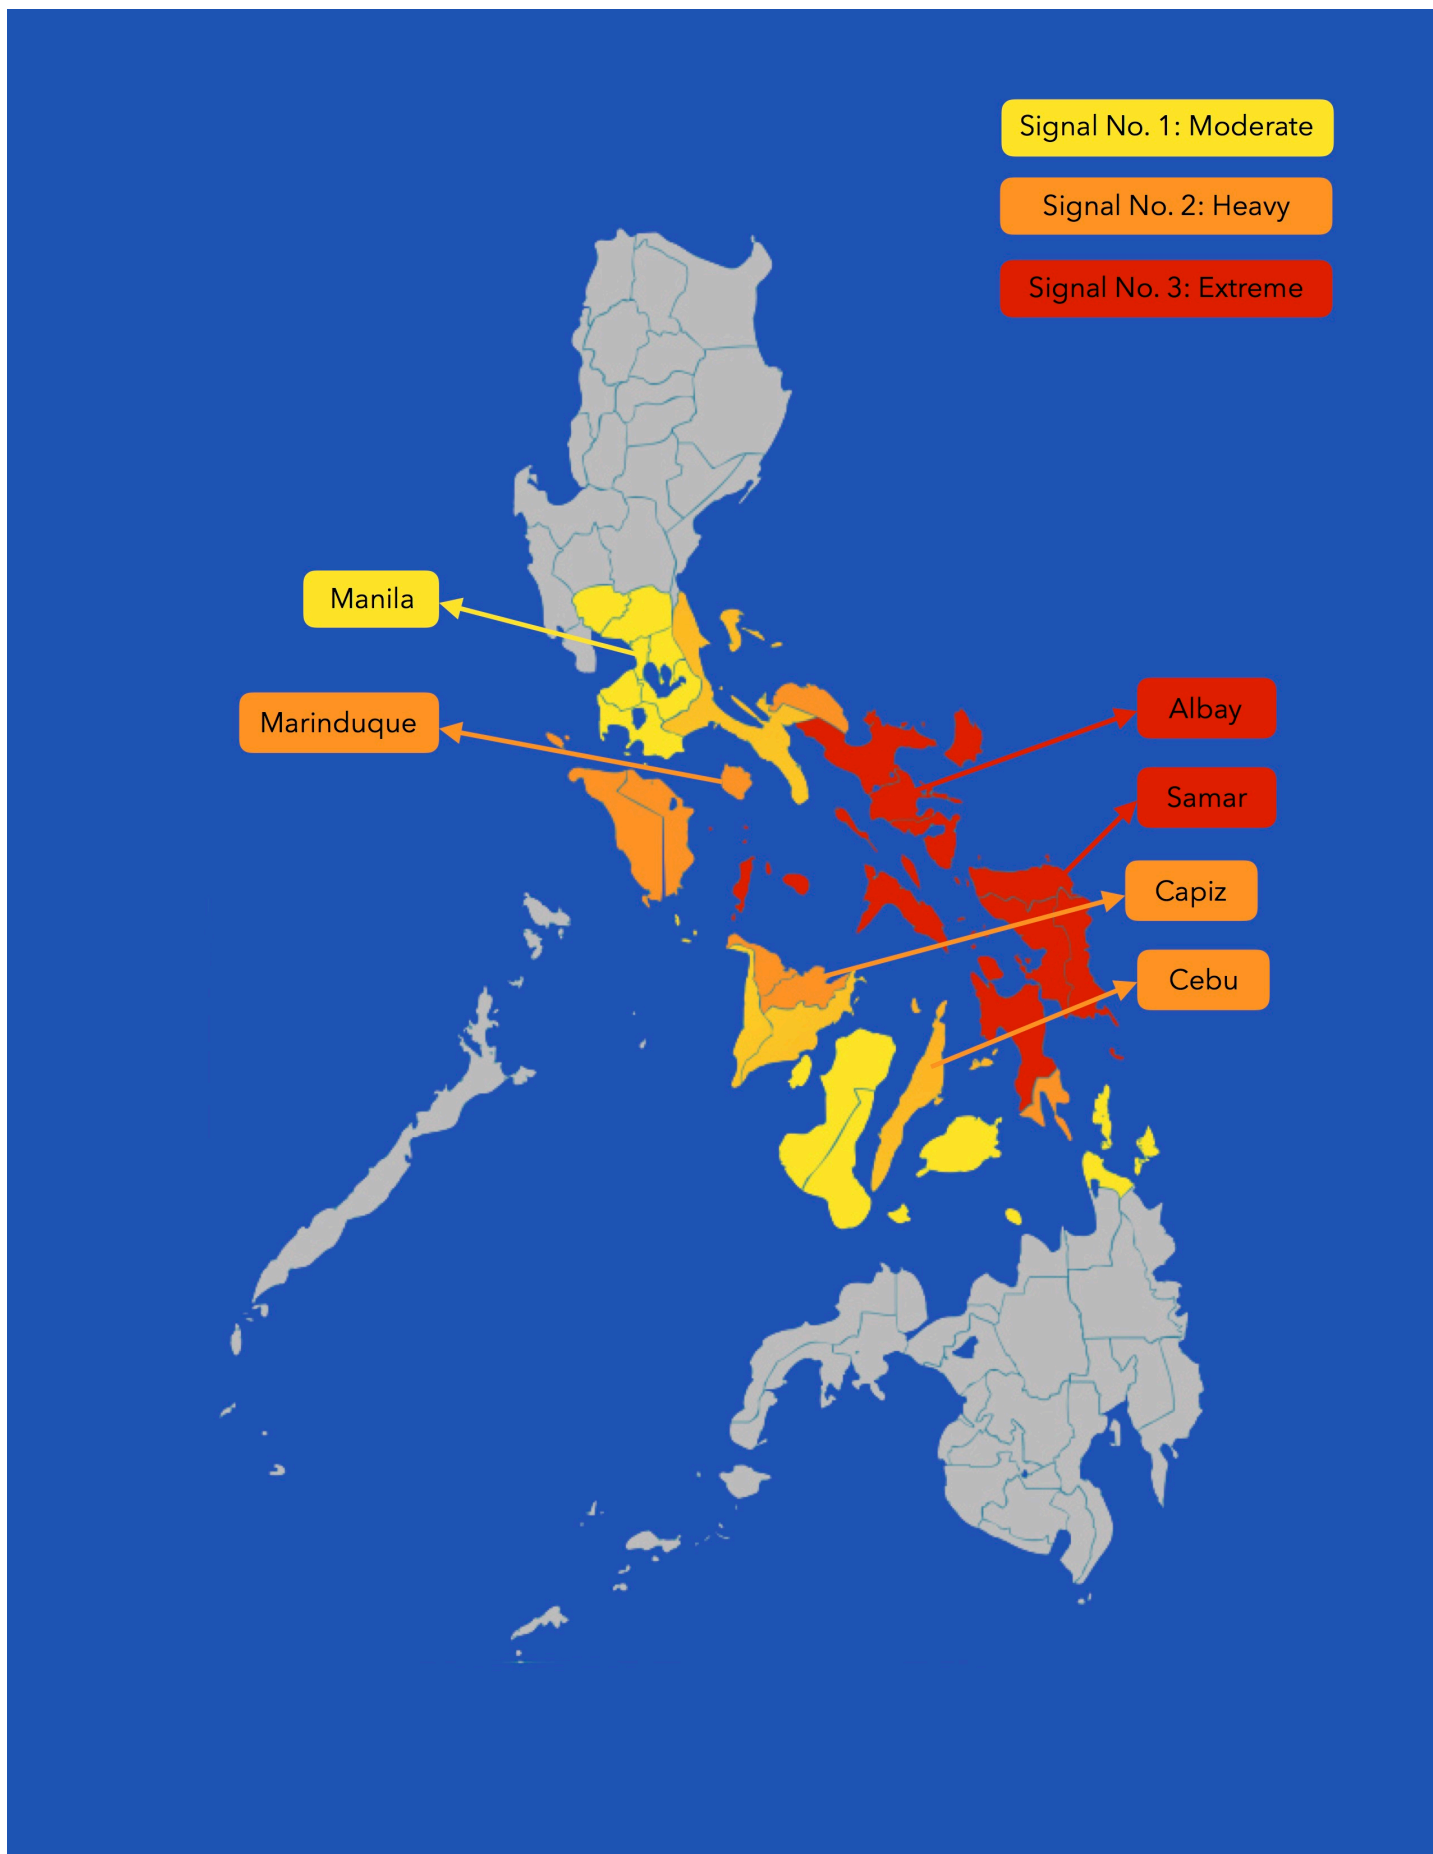 Signal No. 1: Moderate
Signal No. 2: Heavy
Signal No. 3: Extreme
Manila
Marinduque
Albay
Samar
Capiz
Cebu